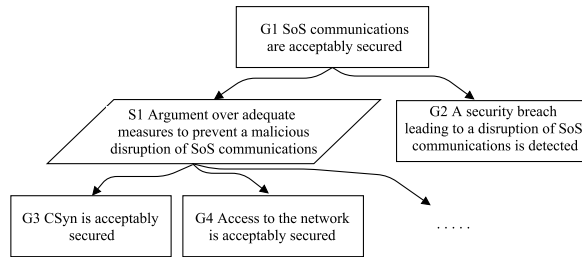 G1 SoS communications
are acceptably secured
S1 Argument over adequate
measures to prevent a malicious
disruption of SoS communications
G2 A security breach
leading to a disruption of SoS
communications is detected
G3 CSyn is acceptably
secured
G4 Access to the network
is acceptably secured
. . . . .